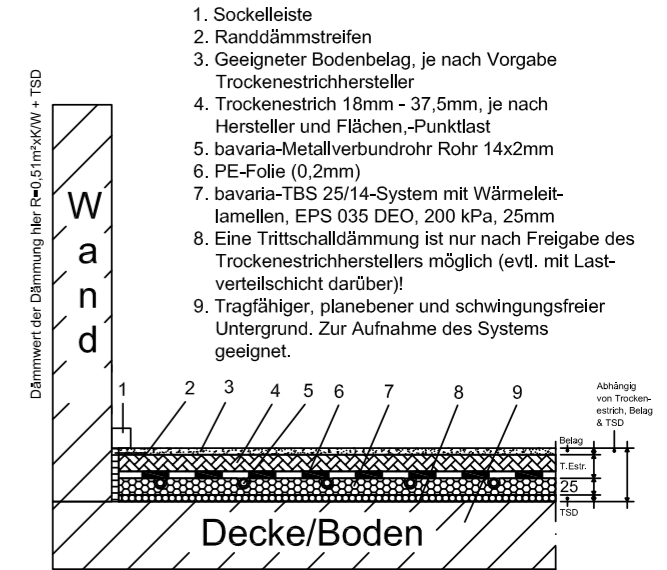 1. Sockelleiste
2. Randdämmstreifen
3. Geeigneter Bodenbelag, je nach Vorgabe
Trockenestrichhersteller
4. Trockenestrich 18mm - 37,5mm, je nach
Hersteller und Flächen,-Punktlast
5. bavaria-Metallverbundrohr Rohr 14x2mm
6. PE-Folie (0,2mm)
7. bavaria-TBS 25/14-System mit Wärmeleit-
lamellen, EPS 035 DEO, 200 kPa, 25mm
8. Eine Trittschalldämmung ist nur nach Freigabe des
Trockenestrichherstellers möglich (evtl. mit Last-
verteilschicht darüber)!
9. Tragfähiger, planebener und schwingungsfreier
Untergrund. Zur Aufnahme des Systems
geeignet.
Dämmwert der Dämmung hier R=0,51m²xK/W + TSD
Wand
1 2 3 4 5 6 7 8 9
Abhängig
von Trocken-
estrich, Belag
& TSD
Belag
T.Estr.
25
TSD
Decke/Boden